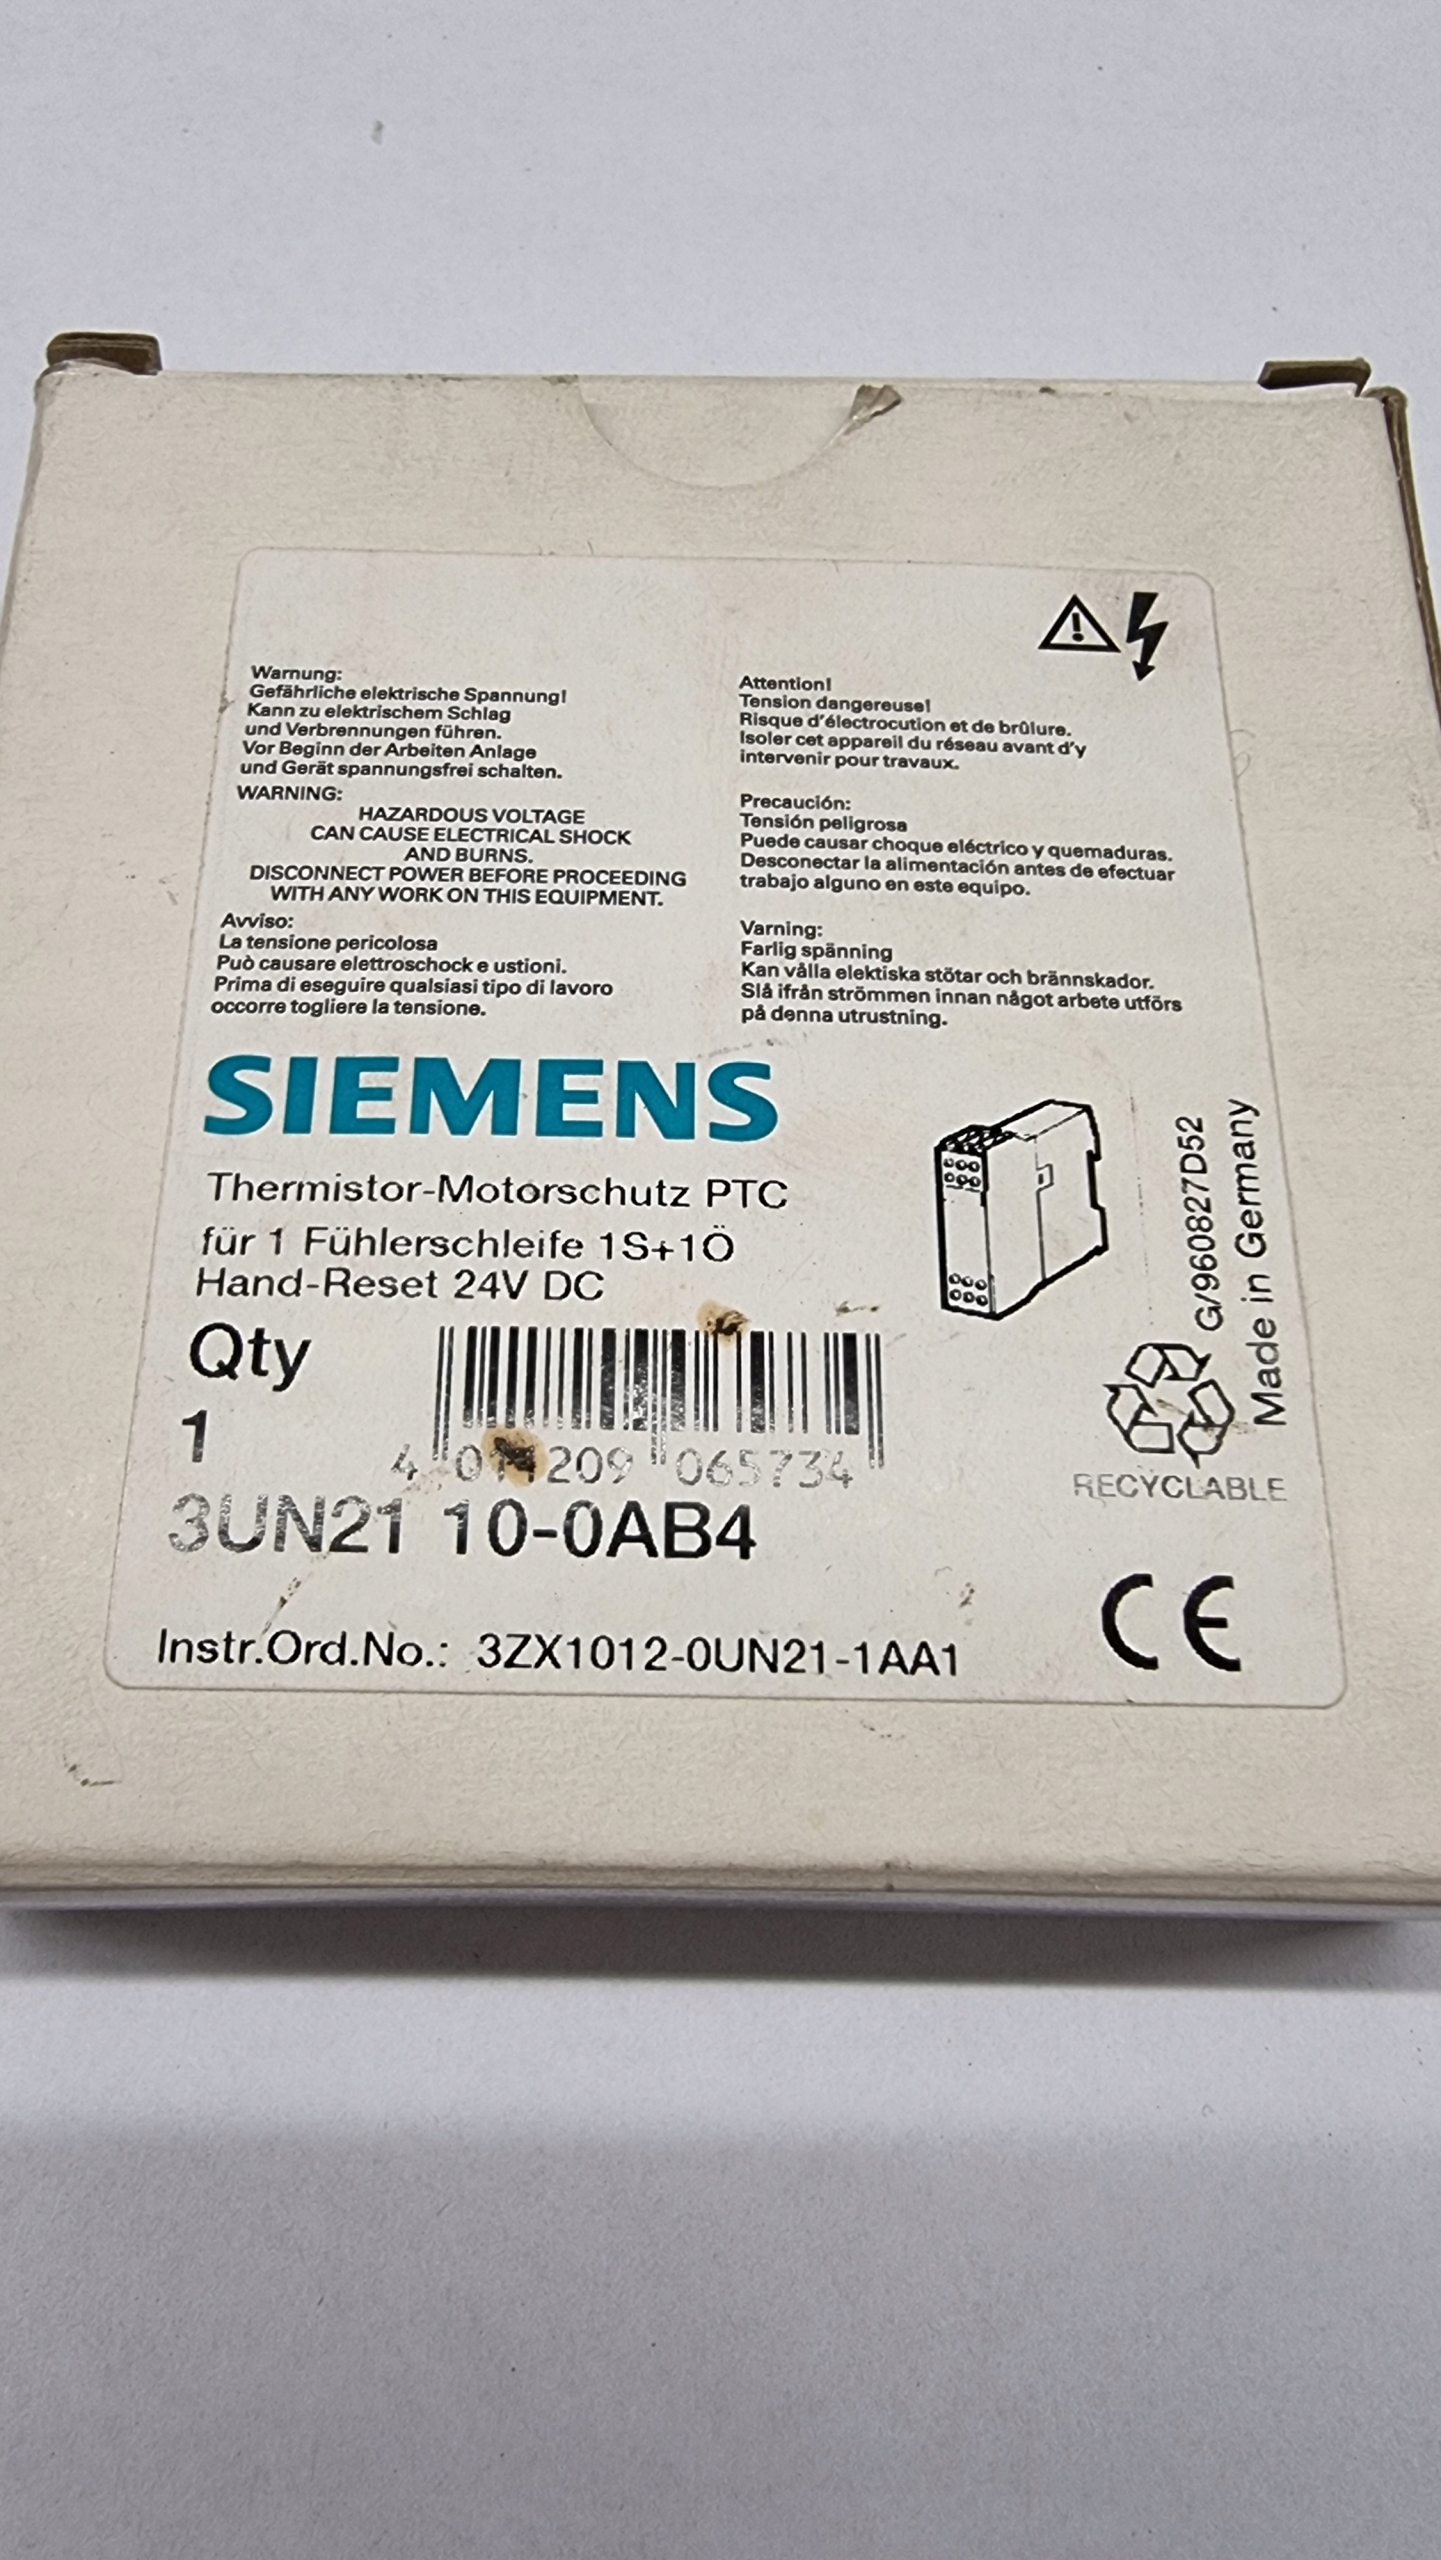 Warnung:
Gefährliche elektrische Spannung!
Kann zu elektrischem Schlag
und Verbrennungen führen.
Vor Beginn der Arbeiten Anlage
und Gerät spannungsfrei schalten.
WARNING:
HAZARDOUS VOLTAGE
CAN CAUSE ELECTRICAL SHOCK
AND BURNS.
DISCONNECT POWER BEFORE PROCEEDING
WITH ANY WORK ON THIS EQUIPMENT.
Avviso:
La tensione pericolosa
Può causare elettroschock e ustioni.
Prima di eseguire qualsiasi tipo di lavoro
occorre togliere la tensione.
Attention!
Tension dangereuse!
Risque d'électrocution et de brûlure.
Isoler cet appareil du réseau avant d'y
intervenir pour travaux.
Precaución:
Tensión peligrosa
Puede causar choque eléctrico y quemaduras.
Desconectar la alimentación antes de efectuar
trabajo alguno en este equipo.
Varning:
Farlig spänning
Kan vålla elektiska stötar och brännskador.
Slå ifrån strömmen innan något arbete utförs
på denna utrustning.
SIEMENS
Thermistor-Motorschutz PTC
für 1 Fühlerschleife 1S+1Ö
Hand-Reset 24V DC
Qty
1
4 209 065734
3UN21 10-0AB4
Instr.Ord.No.: 3ZX1012-0UN21-1AA1
G/960827D52
Made in Germany
RECYCLABLE
CE